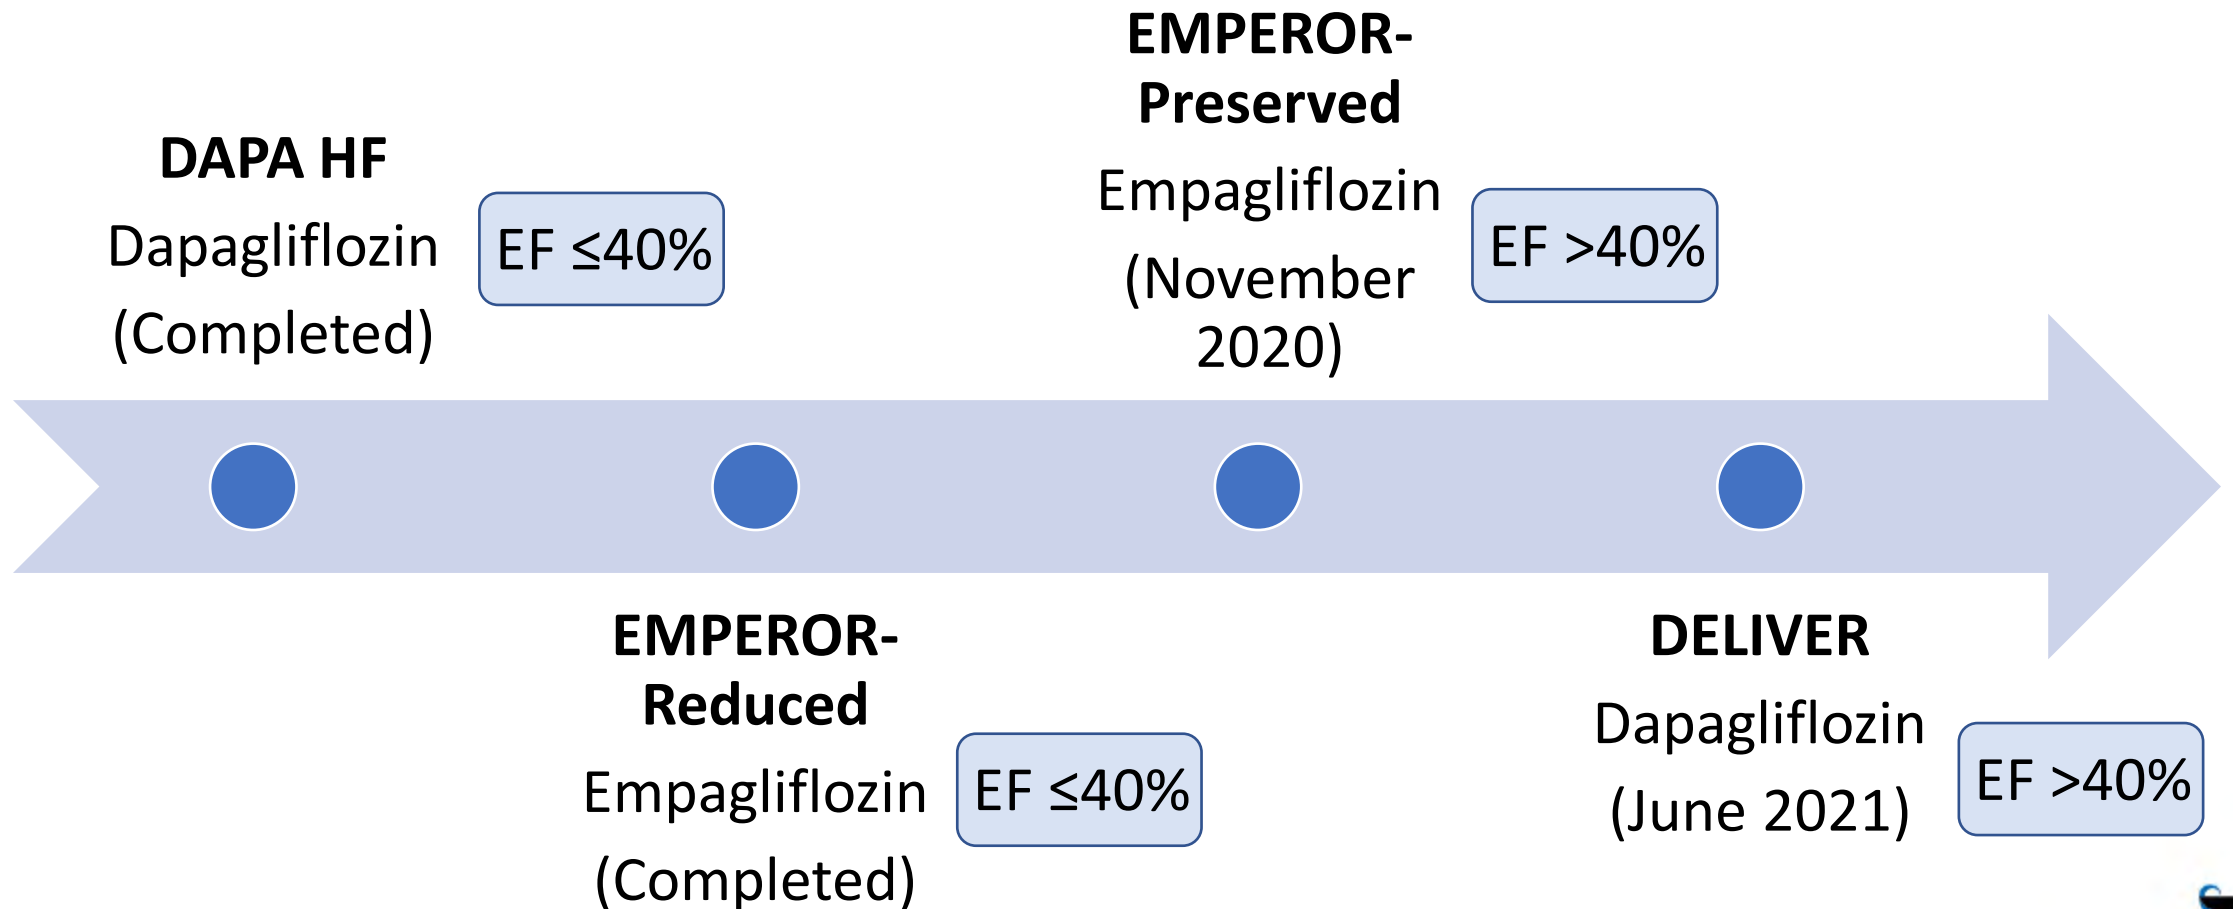 DAPA HF
Dapagliflozin
(Completed)
EF ≤40%
EMPEROR-
Reduced
Empagliflozin
(Completed)
EF ≤40%
EMPEROR-
Preserved
Empagliflozin
(November
2020)
EF >40%
DELIVER
Dapagliflozin
(June 2021)
EF >40%